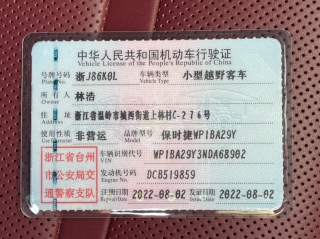 中华人民共和国机动车行驶证
Vehicle License of the People's Republic of China
号牌号码 浙J86K0L 车辆类型 小型越野客车
Plate No. Vehicle Type
所有人 林浩
Owner
住址 浙江省温岭市城西街道上林村C-276号
Address
使用性质 非营运 品牌型号 保时捷WP1BA29Y
Use Character Model
浙江省台州
市公安局交
通警察支队
车辆识别代号 WP1BA29Y3NDA68902
VIN
发动机号码 DCB519859
Engine No.
注册日期 2022-08-02 发证日期 2022-08-02
Register Date Issue Date